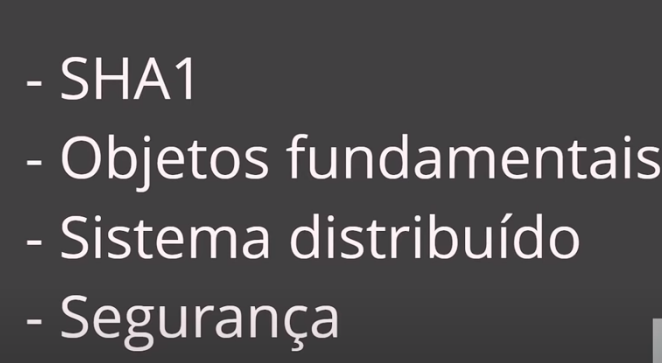 - SHA1
- Objetos fundamentais
- Sistema distribuído
- Segurança